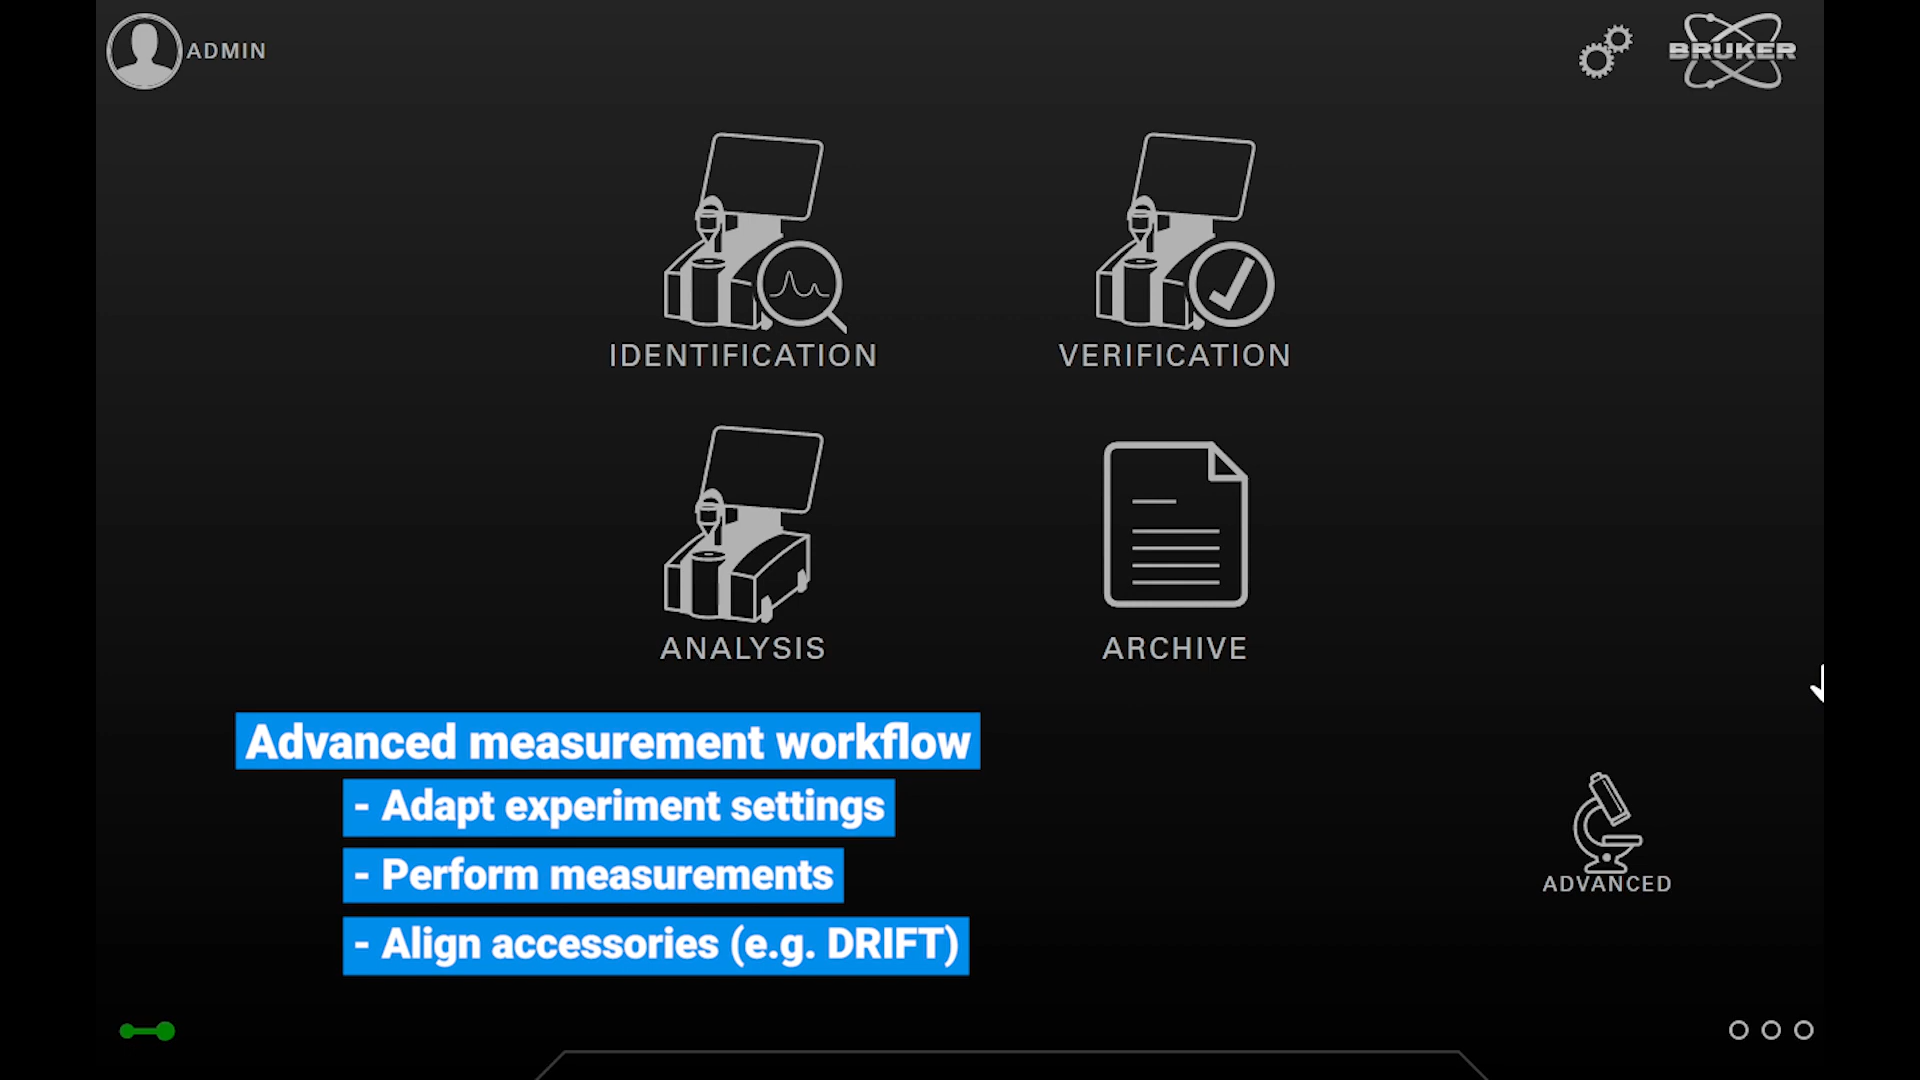 ADMIN
BRUKER
IDENTIFICATION
VERIFICATION
ANALYSIS
ARCHIVE
Advanced measurement workflow
- Adapt experiment settings
- Perform measurements
- Align accessories (e.g. DRIFT)
ADVANCED